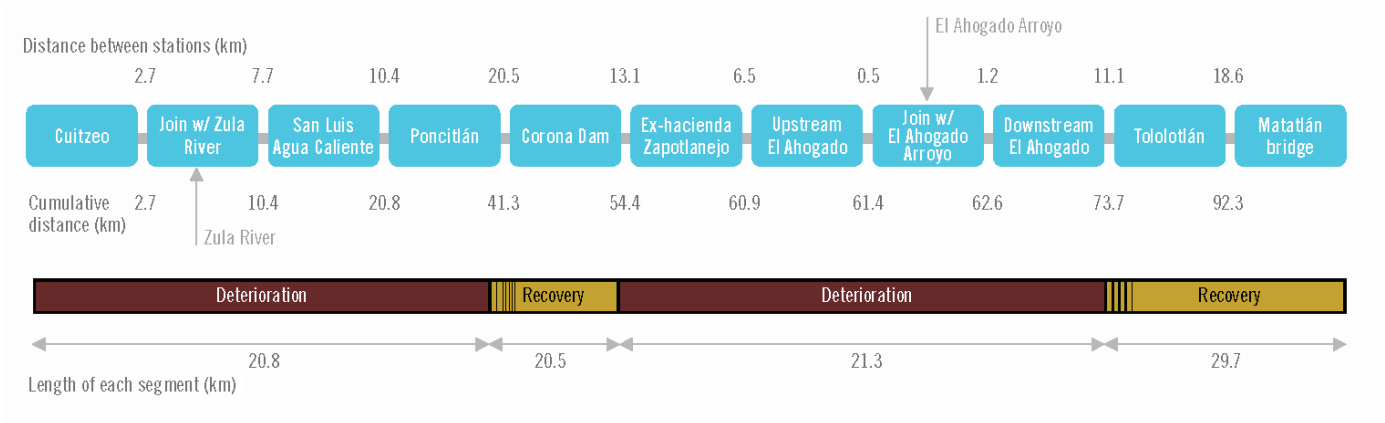 El Ahogado Arroyo
Distance between stations (km)
2.7 7.7 10.4 20.5 13.1 6.5 0.5 1.2 11.1 18.6
Cuitzeo
Join w/ Zula
River
San Luis
Agua Caliente
Poncitlán
Corona Dam
Ex-hacienda
Zapotlanejo
Upstream
El Ahogado
Join w/
El Ahogado
Arroyo
Downstream
El Ahogado
Tololotlán
Matatlán
bridge
Cumulative
distance (km)
2.7 10.4 20.8 41.3 54.4 60.9 61.4 62.6 73.7 92.3
Zula River
Deterioration Recovery Deterioration Recovery
20.8 20.5 21.3 29.7
Length of each segment (km)